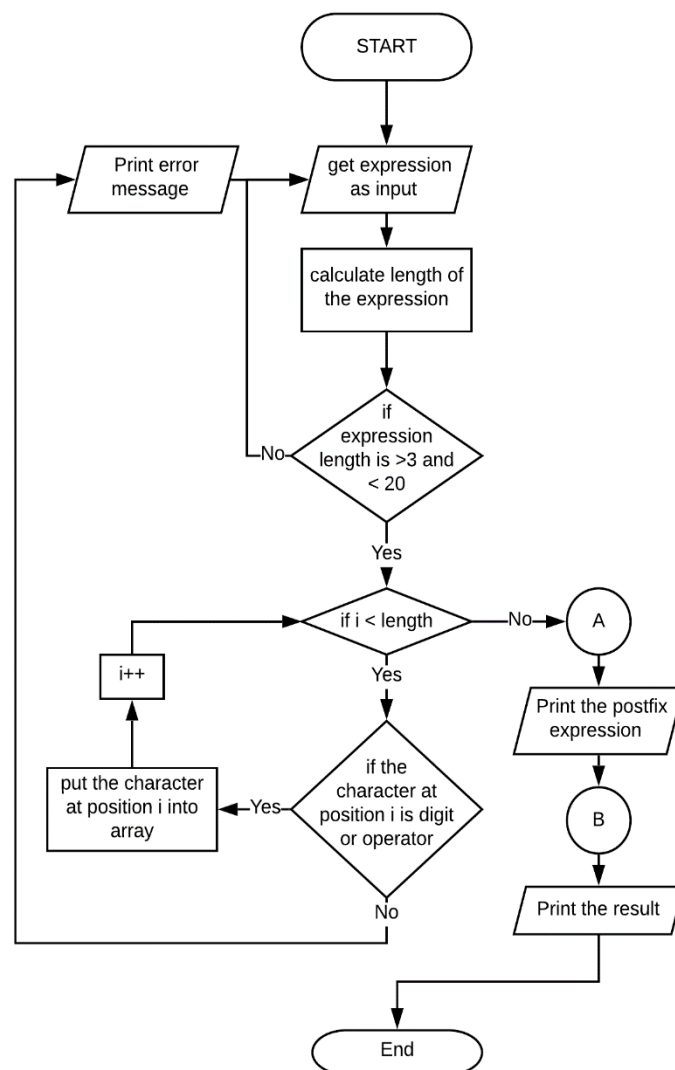 START
Print error
message
get expression
as input
calculate length of
the expression
if
expression
length is >3 and
< 20
No
Yes
if i < length
No
A
i++
Yes
Print the postfix
expression
put the character
at position i into
array
Yes
if the
character at
position i is digit
or operator
B
No
Print the result
End